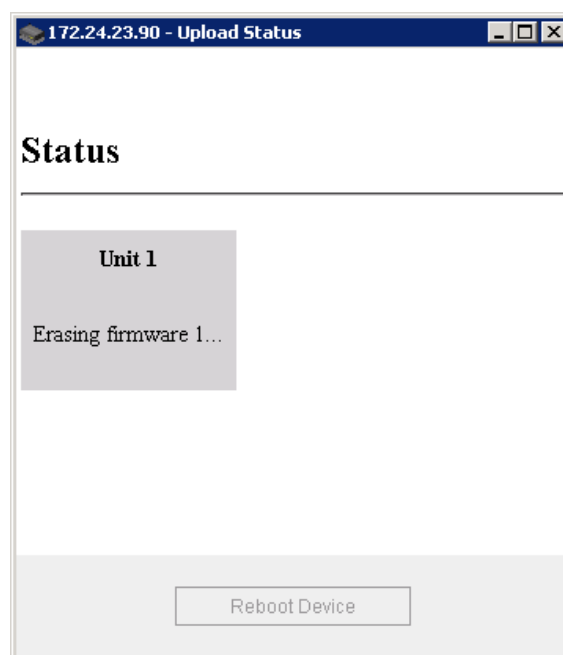 172.24.23.90 - Upload Status
Status
Unit 1
Erasing firmware 1...
Reboot Device